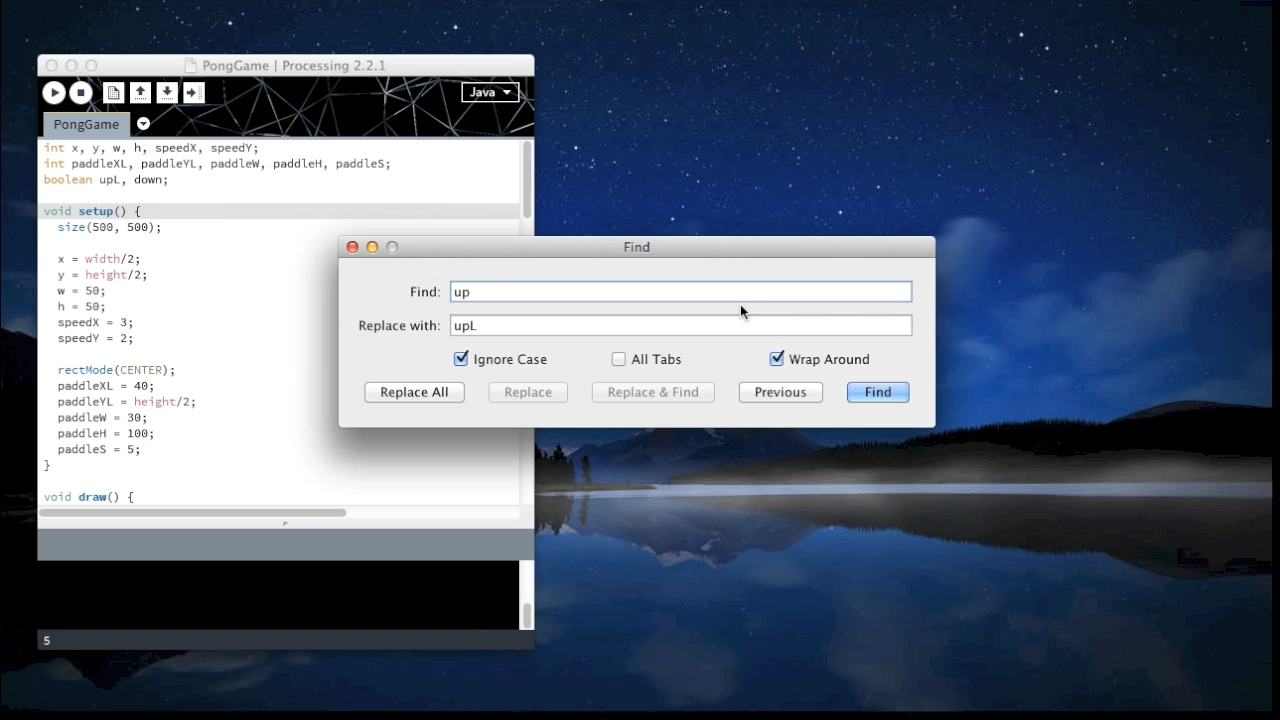 PongGame | Processing 2.2.1
Java
PongGame
int x, y, w, h, speedX, speedY;
int paddleXL, paddleYL, paddleW, paddleH, paddleS;
boolean upL, down;
void setup() {
size(500, 500);
x = width/2;
y = height/2;
w = 50;
h = 50;
speedX = 3;
speedY = 2;
rectMode(CENTER);
paddleXL = 40;
paddleYL = height/2;
paddleW = 30;
paddleH = 100;
paddleS = 5;
}
void draw() {
5
Find
Find: up
Replace with: upL
Ignore Case All Tabs Wrap Around
Replace All Replace Replace & Find Previous Find